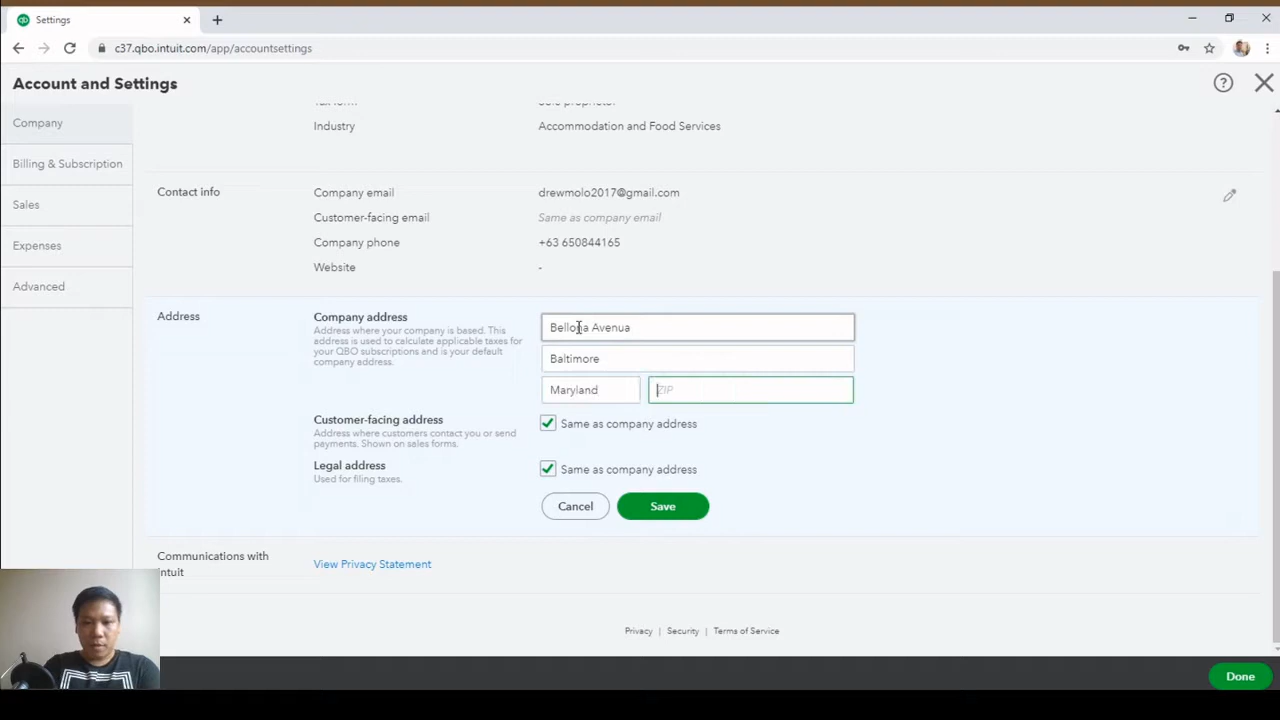 Settings
c37.qbo.intuit.com/app/accountsettings
Account and Settings
Company
Billing & Subscription
Sales
Expenses
Advanced
Tax form Sole proprietor
Industry Accommodation and Food Services
Contact info
Company email drewmolo2017@gmail.com
Customer-facing email Same as company email
Company phone +63 650844165
Website -
Address
Company address
Address where your company is based. This
address is used to calculate applicable taxes for
your QBO subscriptions and is your default
company address.
Bellona Avenua
Baltimore
Maryland ZIP
Customer-facing address
Address where customers contact you or send
payments. Shown on sales forms.
Same as company address
Legal address
Used for filing taxes.
Same as company address
Cancel Save
Communications with
Intuit
View Privacy Statement
Privacy | Security | Terms of Service
Done